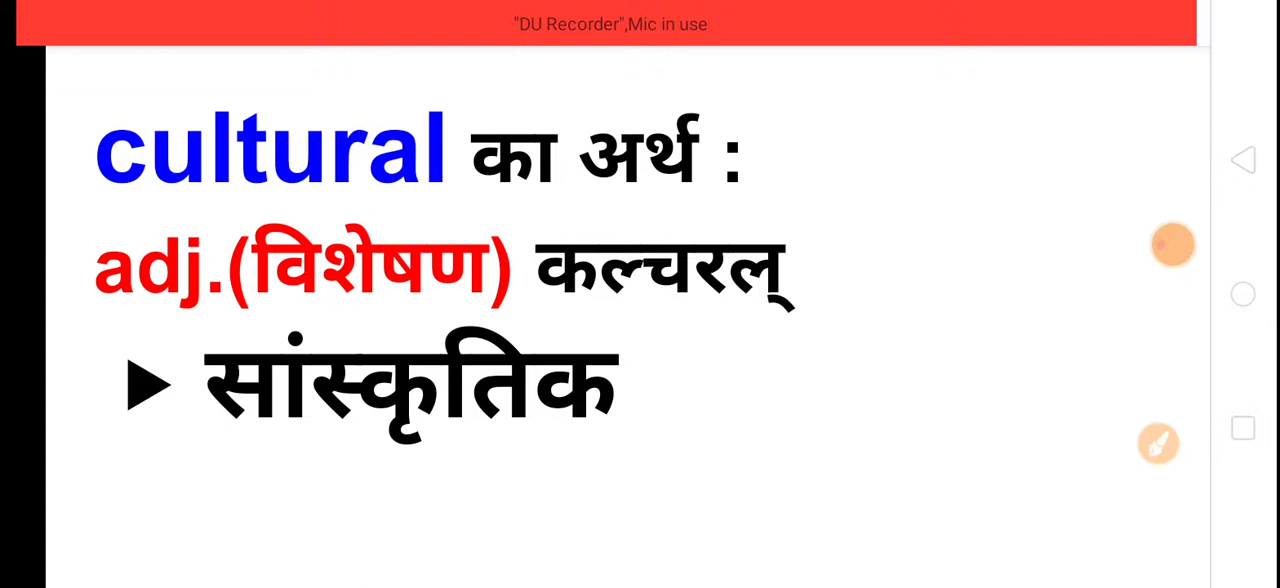 "DU Recorder",Mic in use
cultural का अर्थ :
adj.(विशेषण) कल्चरल्
▶ सांस्कृतिक